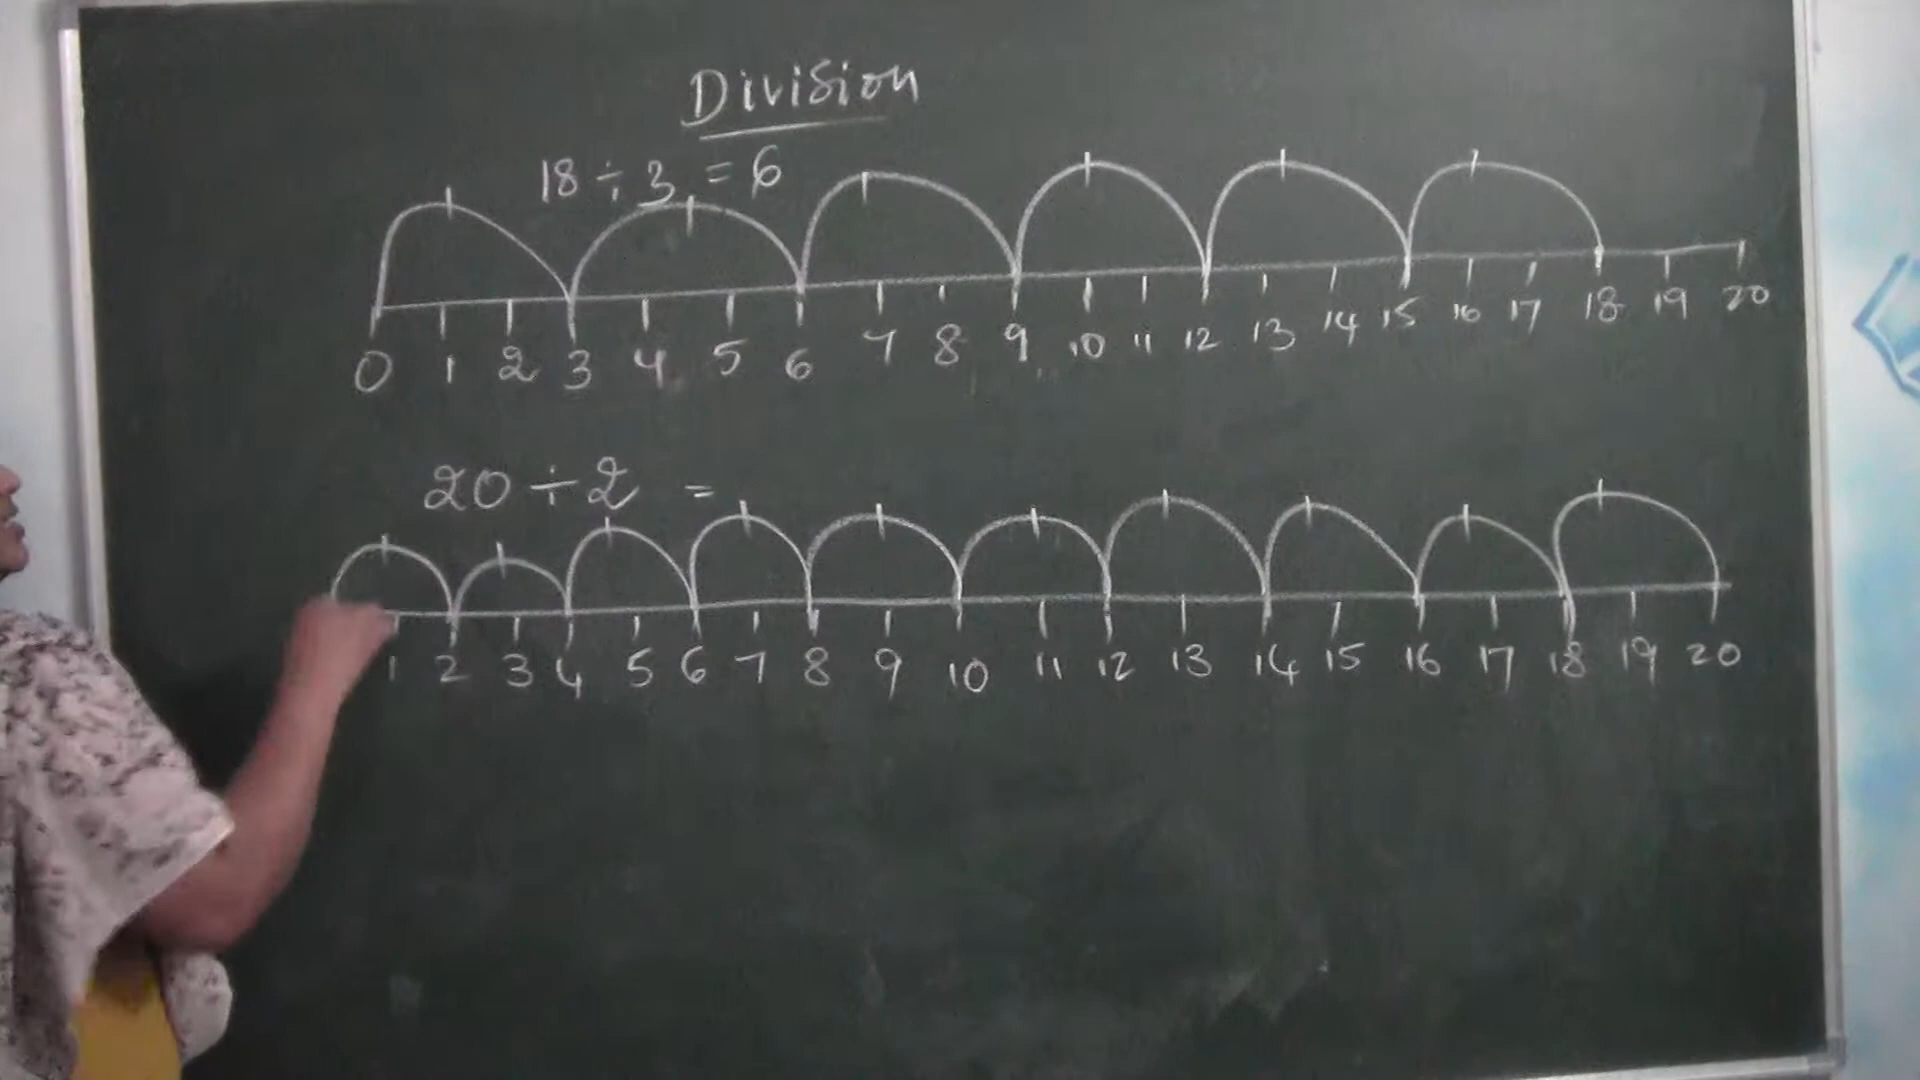 Division
18 ÷ 3 = 6
0 1 2 3 4 5 6 7 8 9 10 11 12 13 14 15 16 17 18 19 20
20 ÷ 2 =
1 2 3 4 5 6 7 8 9 10 11 12 13 14 15 16 17 18 19 20